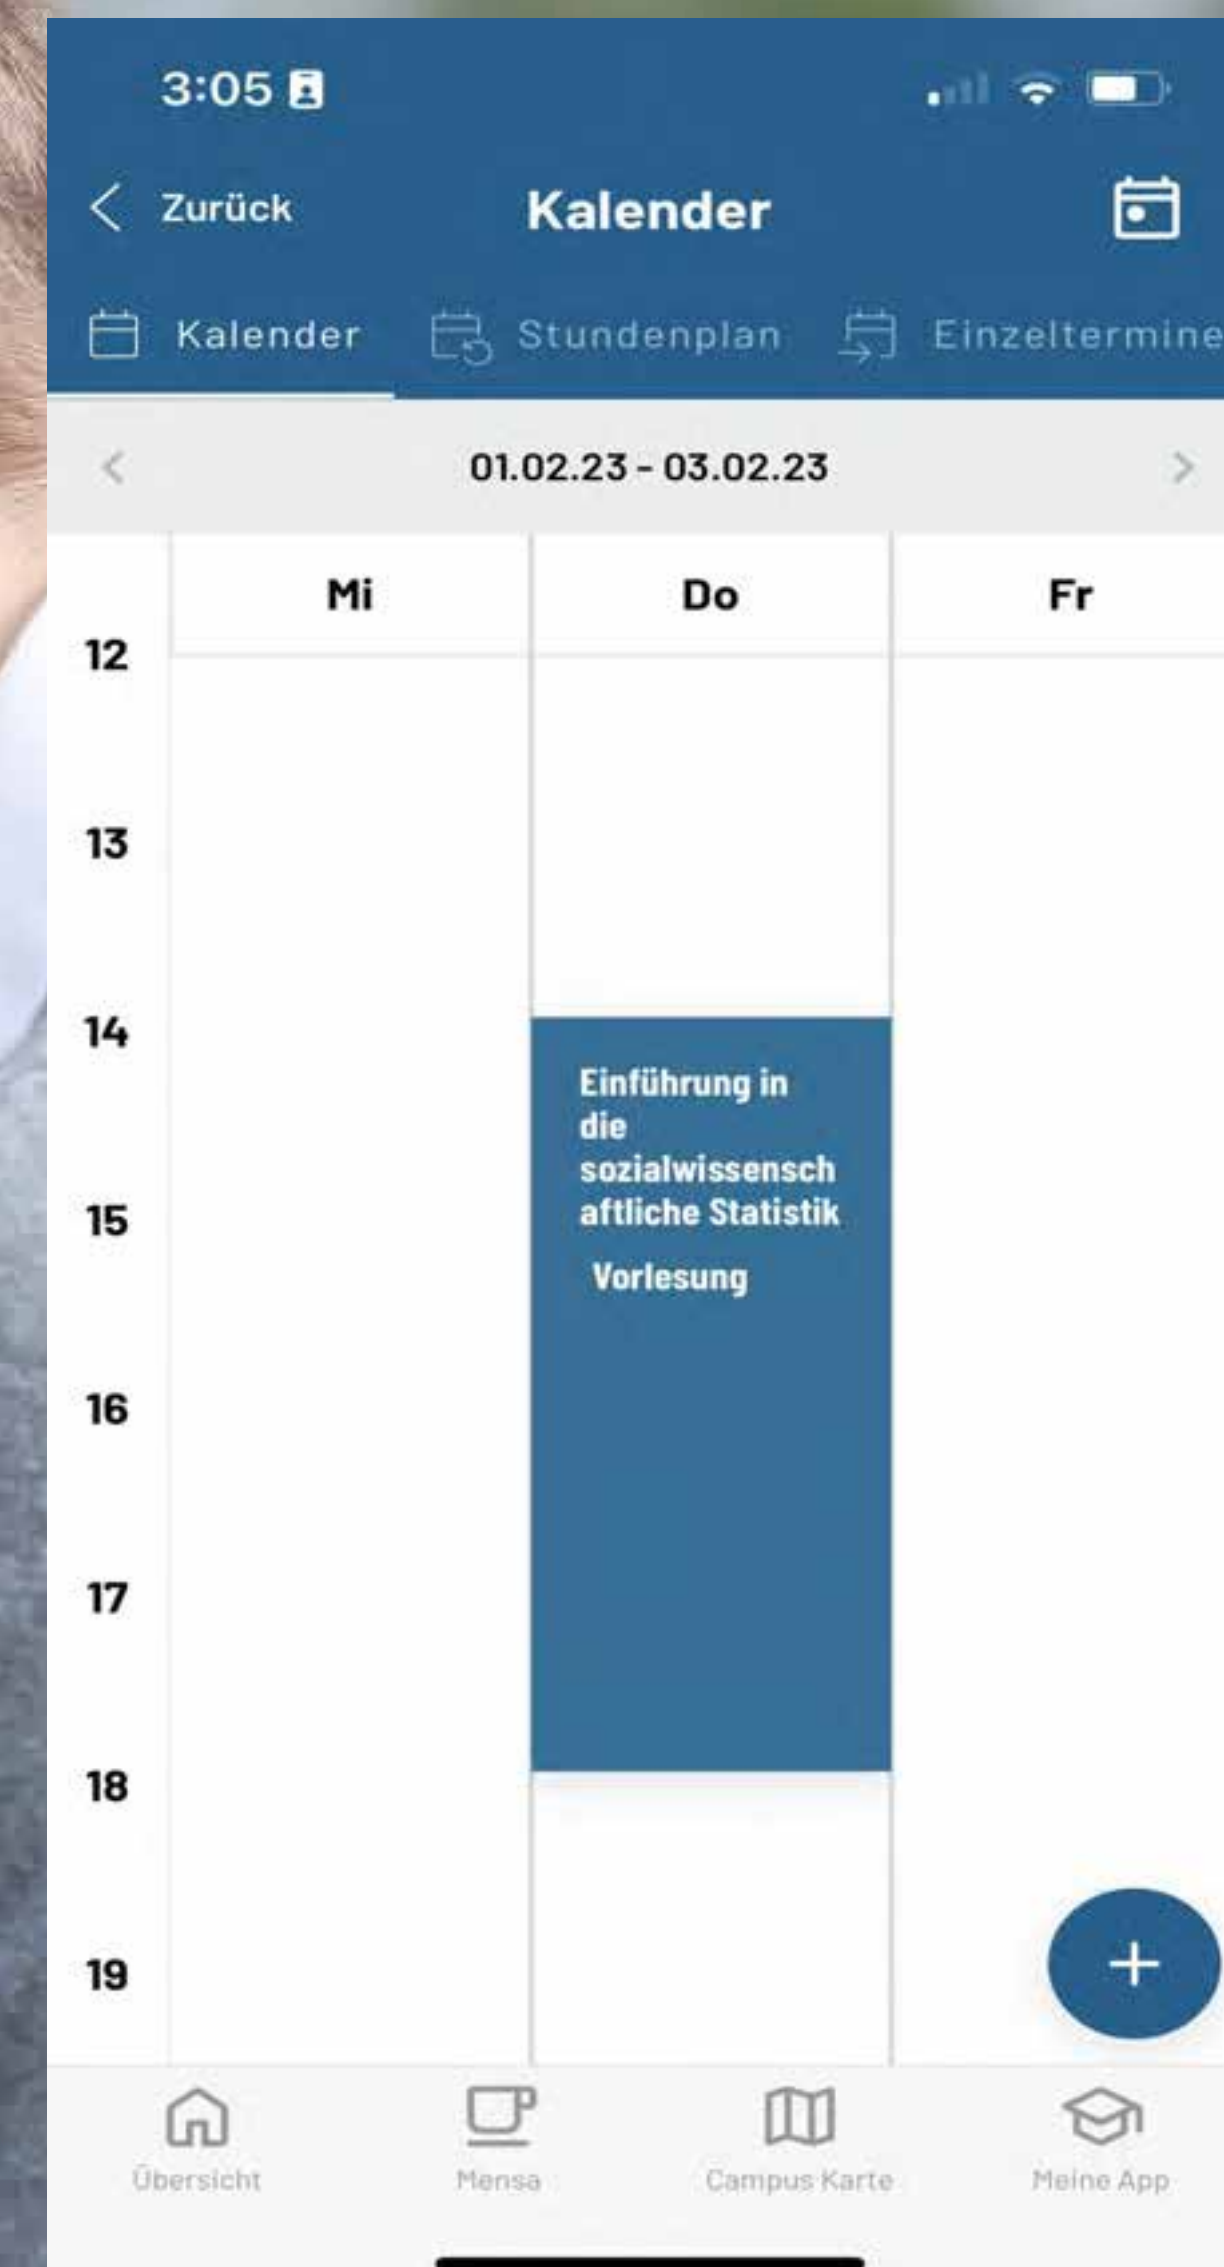 3:05
Zurück
Kalender
Kalender Stundenplan Einzeltermine
01.02.23 - 03.02.23
Mi Do Fr
12
13
14
Einführung in
die
sozialwissensch
aftliche Statistik
15
Vorlesung
16
17
18
19
+
Übersicht Mensa Campus Karte Meine App